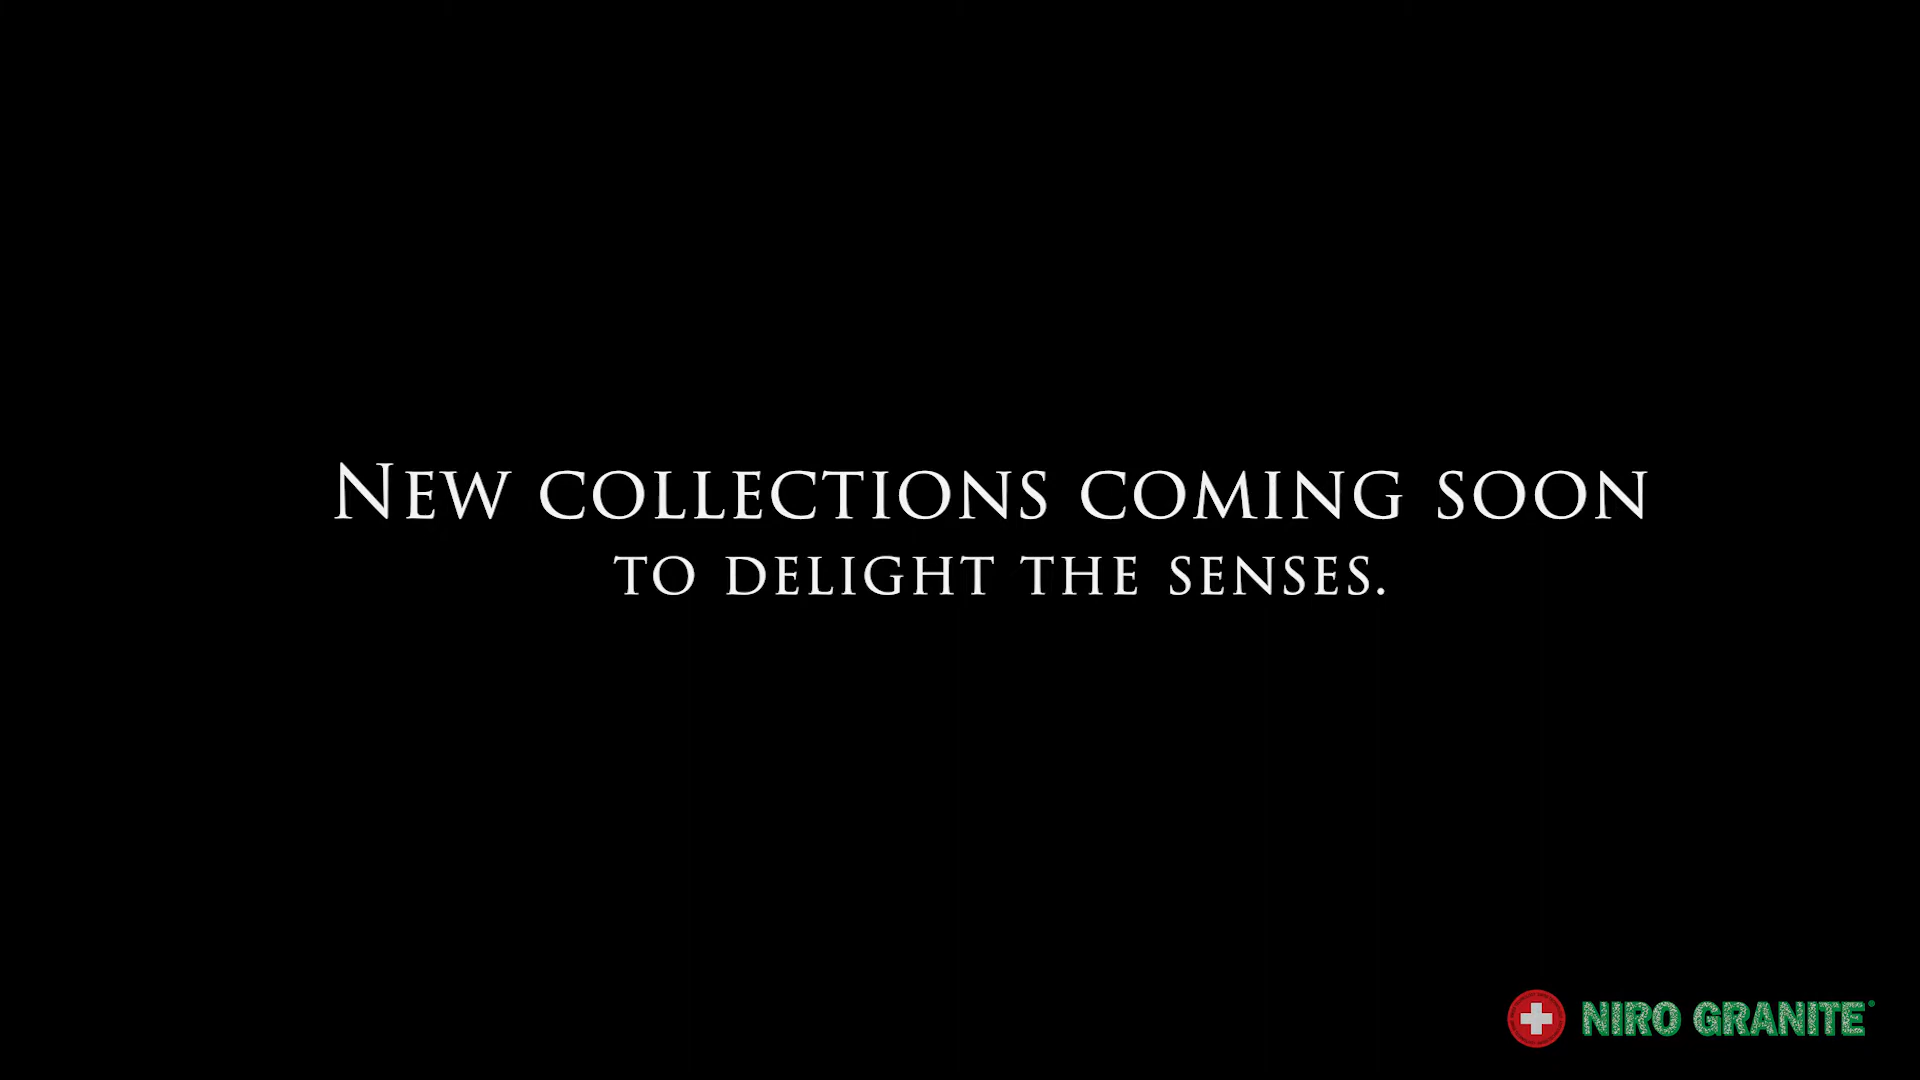 New collections coming soon
to delight the senses.
NIRO GRANITE®